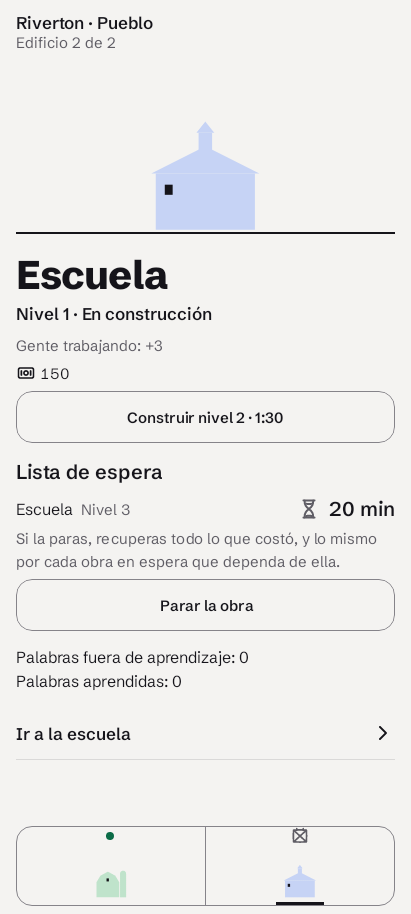 Riverton · Pueblo
Edificio 2 de 2
Escuela
Nivel 1 · En construcción
Gente trabajando: +3
150
Construir nivel 2 · 1:30
Lista de espera
Escuela Nivel 3
20 min
Si la paras, recuperas todo lo que costó, y lo mismo
por cada obra en espera que dependa de ella.
Parar la obra
Palabras fuera de aprendizaje: 0
Palabras aprendidas: 0
Ir a la escuela